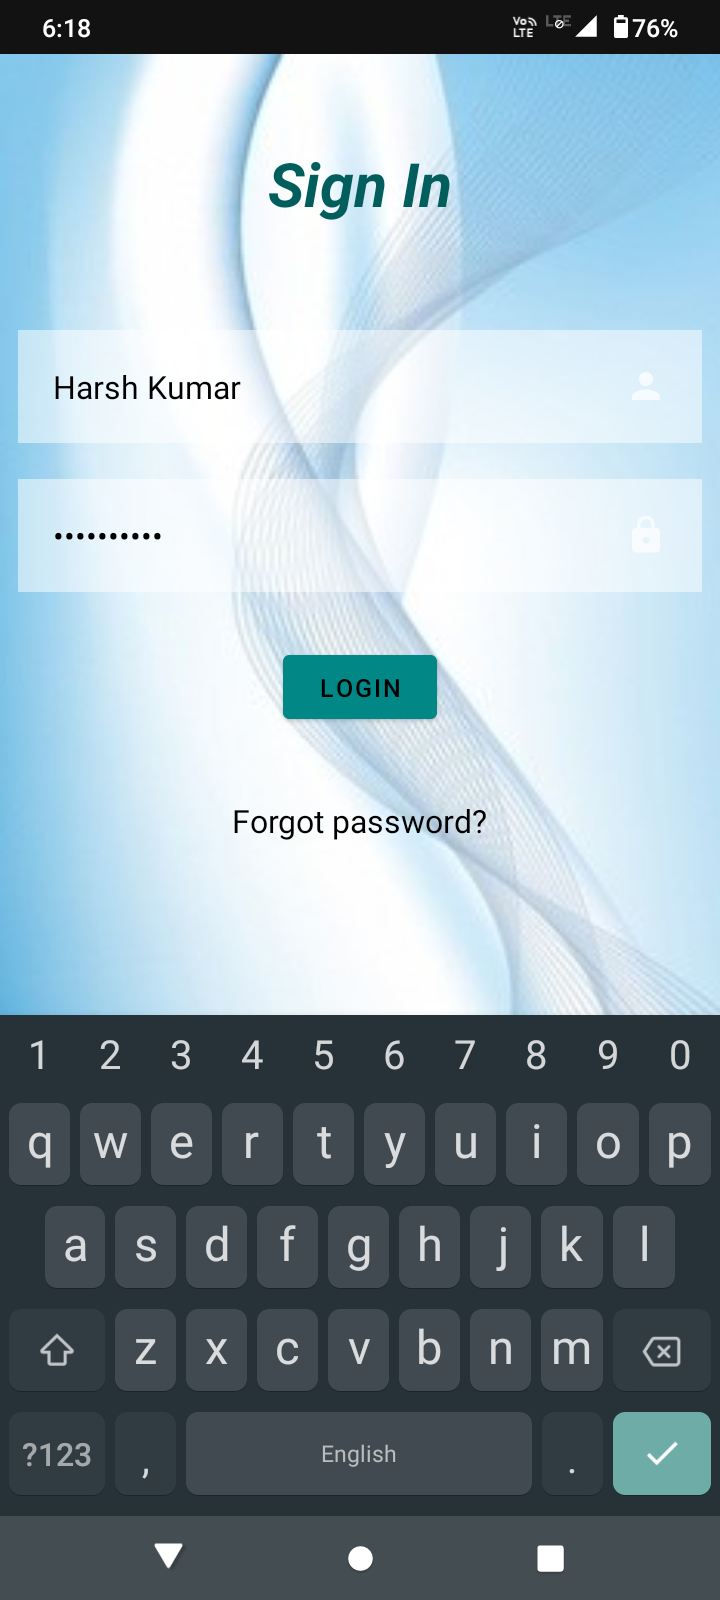 6:18 Vo LTE LTE 76%
Sign In
Harsh Kumar
••••••••••
LOGIN
Forgot password?
1 2 3 4 5 6 7 8 9 0
q w e r t y u i o p
a s d f g h j k l
z x c v b n m
?123 , English .